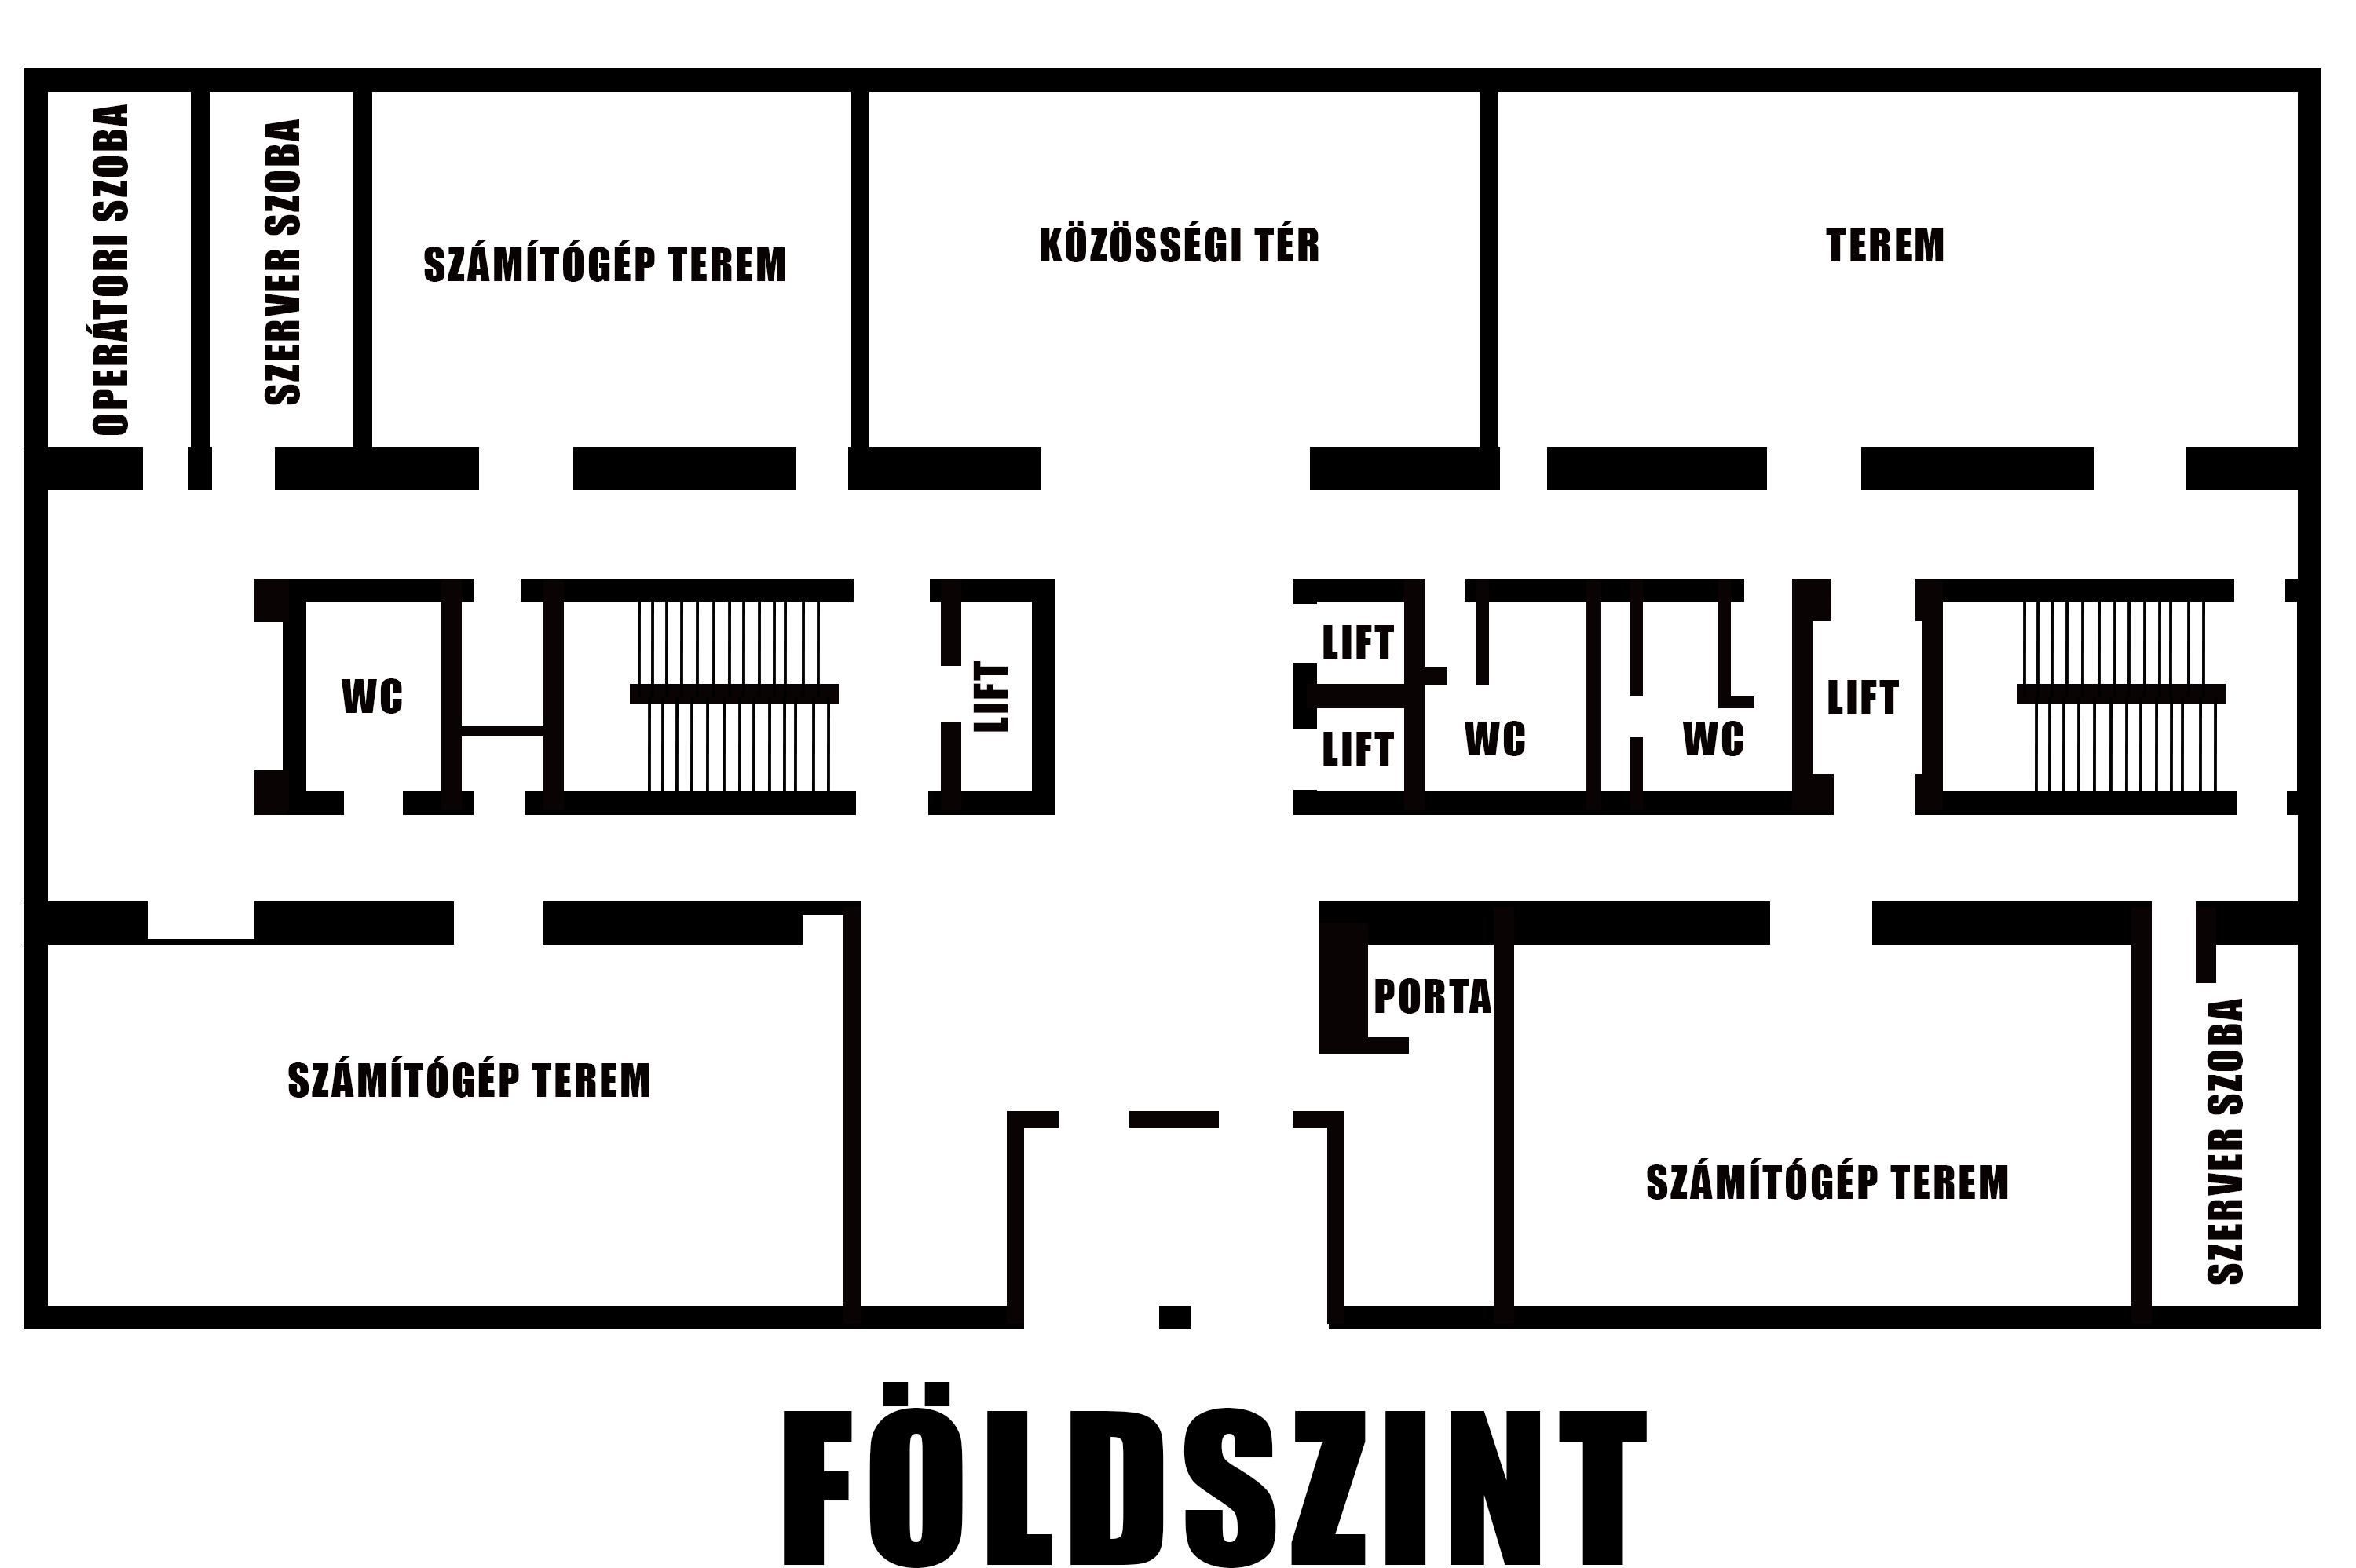 OPERÁTORI SZOBA
SZERVER SZOBA
SZÁMÍTÓGÉP TEREM
KÖZÖSSÉGI TÉR
TEREM
WC
LIFT
LIFT
LIFT
WC
WC
LIFT
SZÁMÍTÓGÉP TEREM
PORTA
SZÁMÍTÓGÉP TEREM
SZERVER SZOBA
FÖLDSZINT